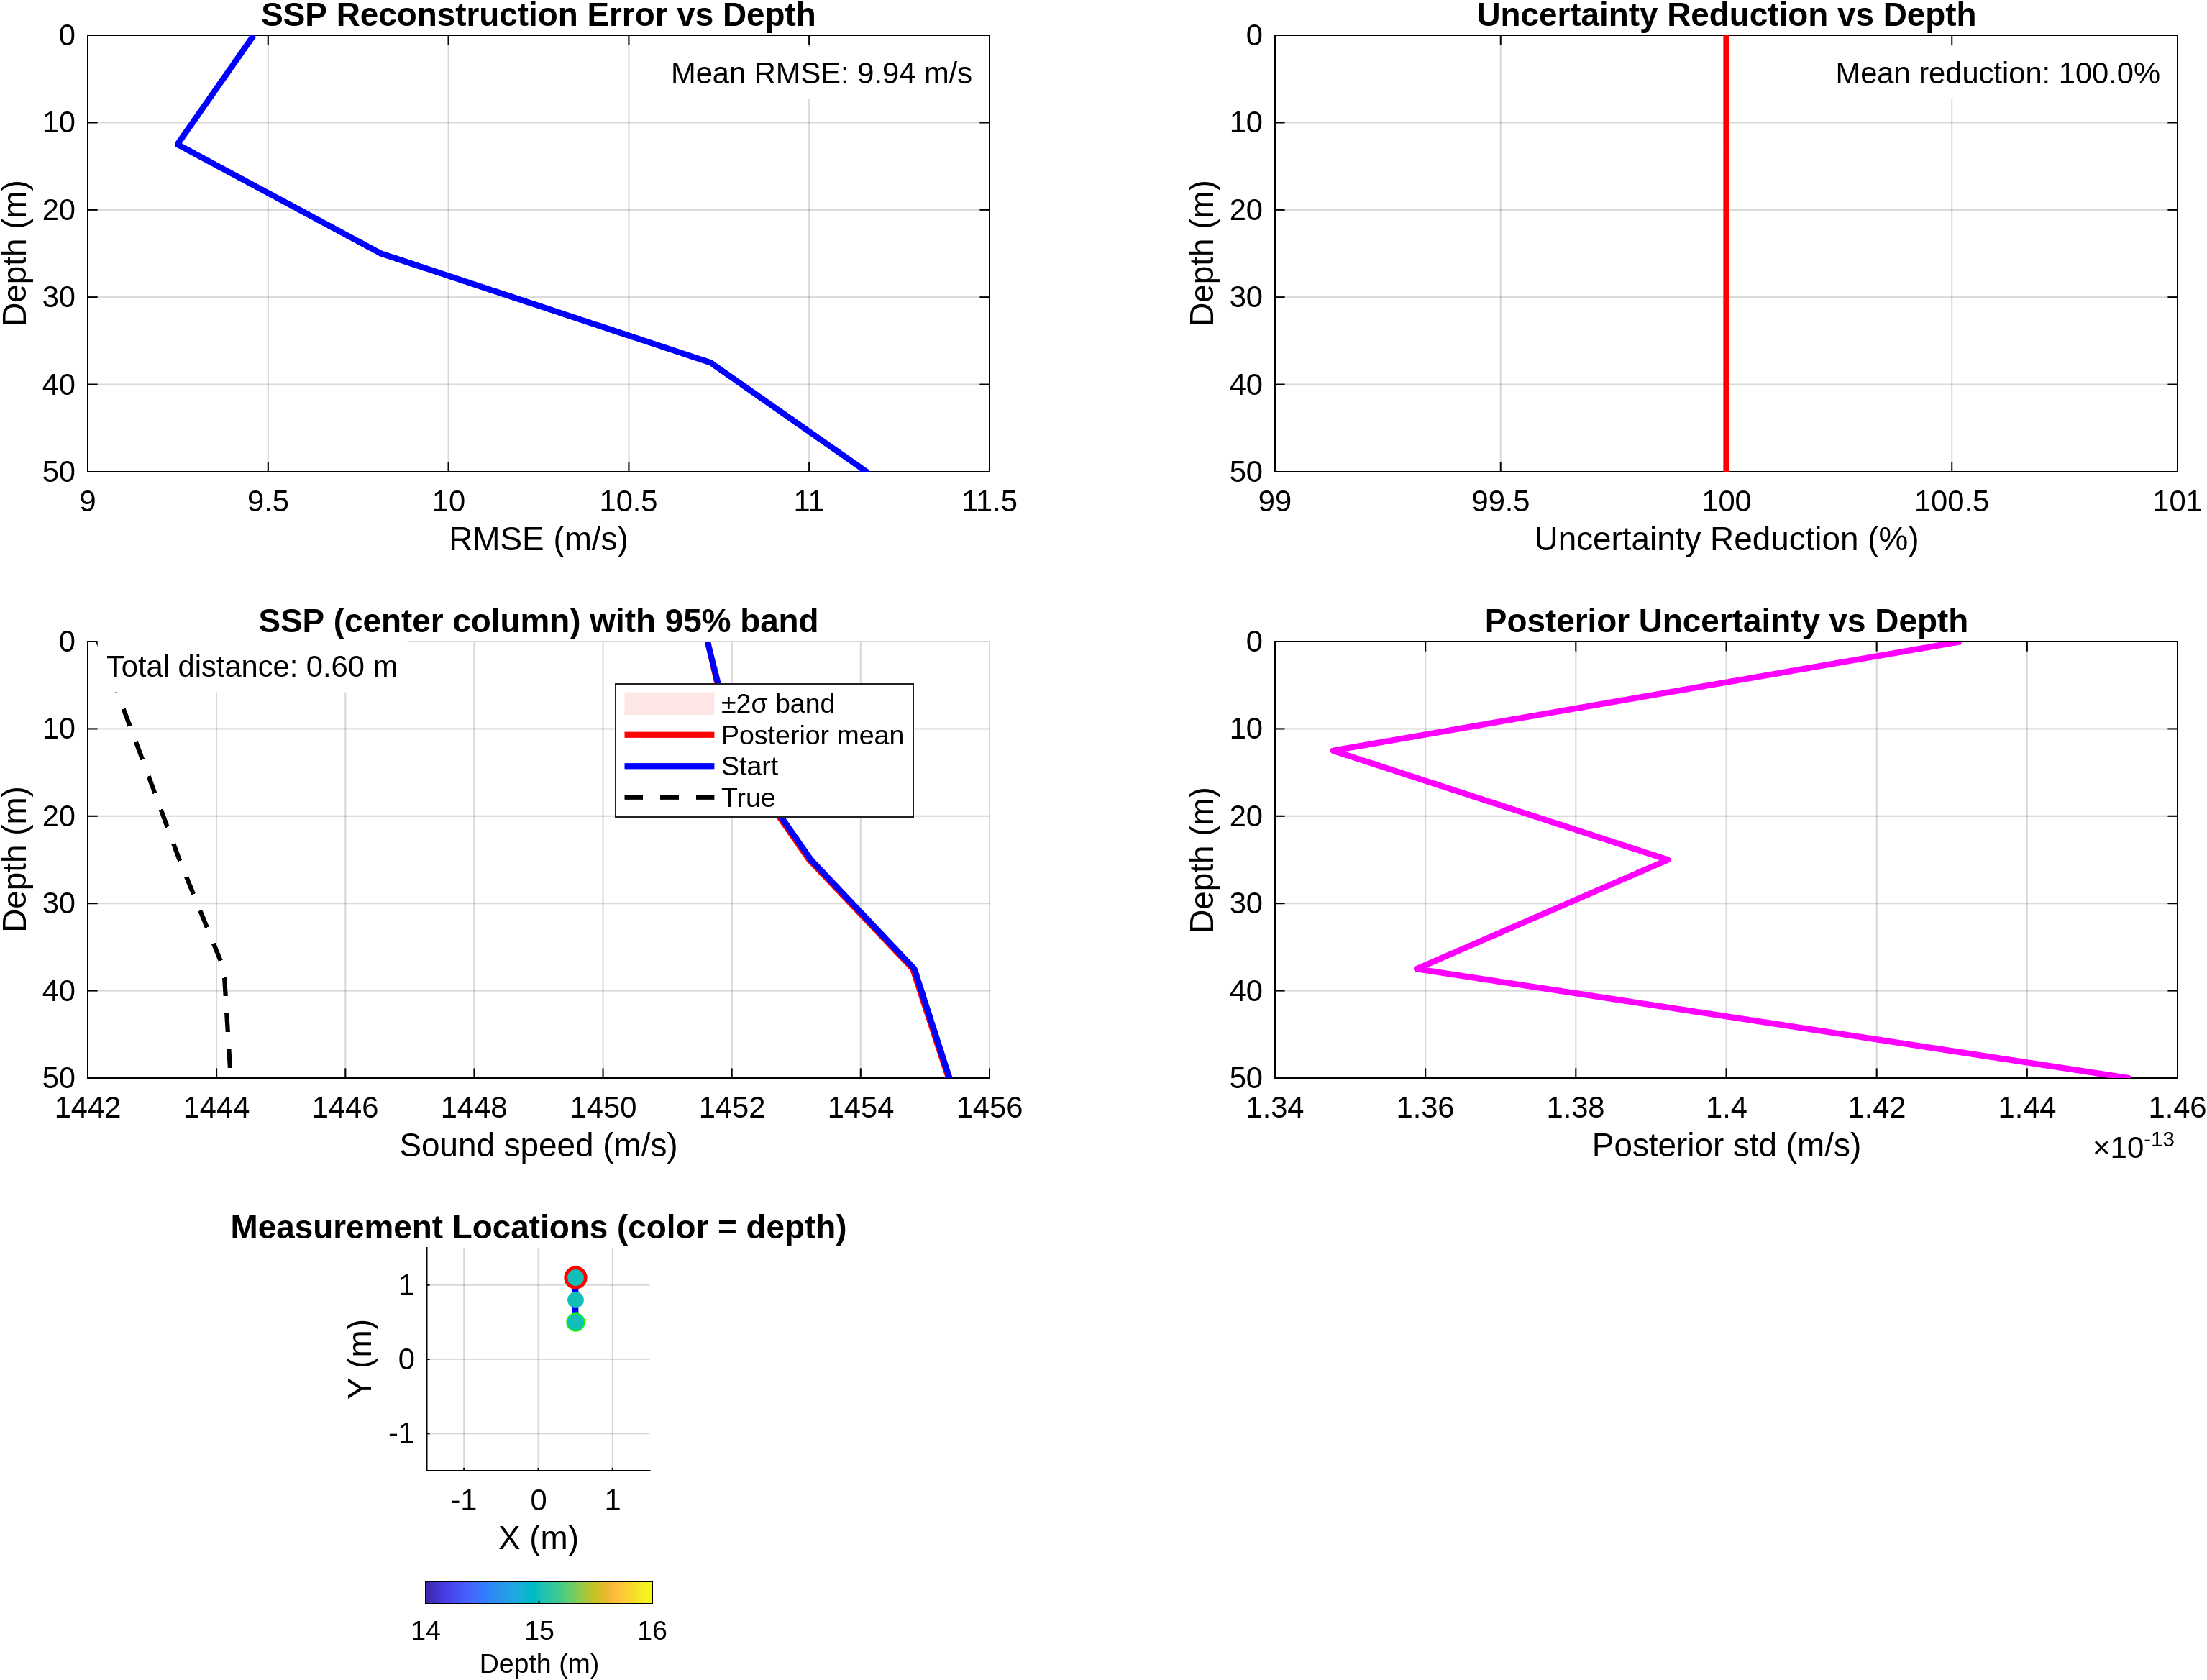 SSP Reconstruction Error vs Depth
Mean RMSE: 9.94 m/s
Depth (m)
0
10
20
30
40
50
9 9.5 10 10.5 11 11.5
RMSE (m/s)
Uncertainty Reduction vs Depth
Mean reduction: 100.0%
Depth (m)
0
10
20
30
40
50
99 99.5 100 100.5 101
Uncertainty Reduction (%)
SSP (center column) with 95% band
Total distance: 0.60 m
±2σ band
Posterior mean
Start
True
Depth (m)
0
10
20
30
40
50
1442 1444 1446 1448 1450 1452 1454 1456
Sound speed (m/s)
Posterior Uncertainty vs Depth
Depth (m)
0
10
20
30
40
50
1.34 1.36 1.38 1.4 1.42 1.44 1.46
Posterior std (m/s)
×10⁻¹³
Measurement Locations (color = depth)
Y (m)
1
0
-1
-1 0 1
X (m)
14 15 16
Depth (m)